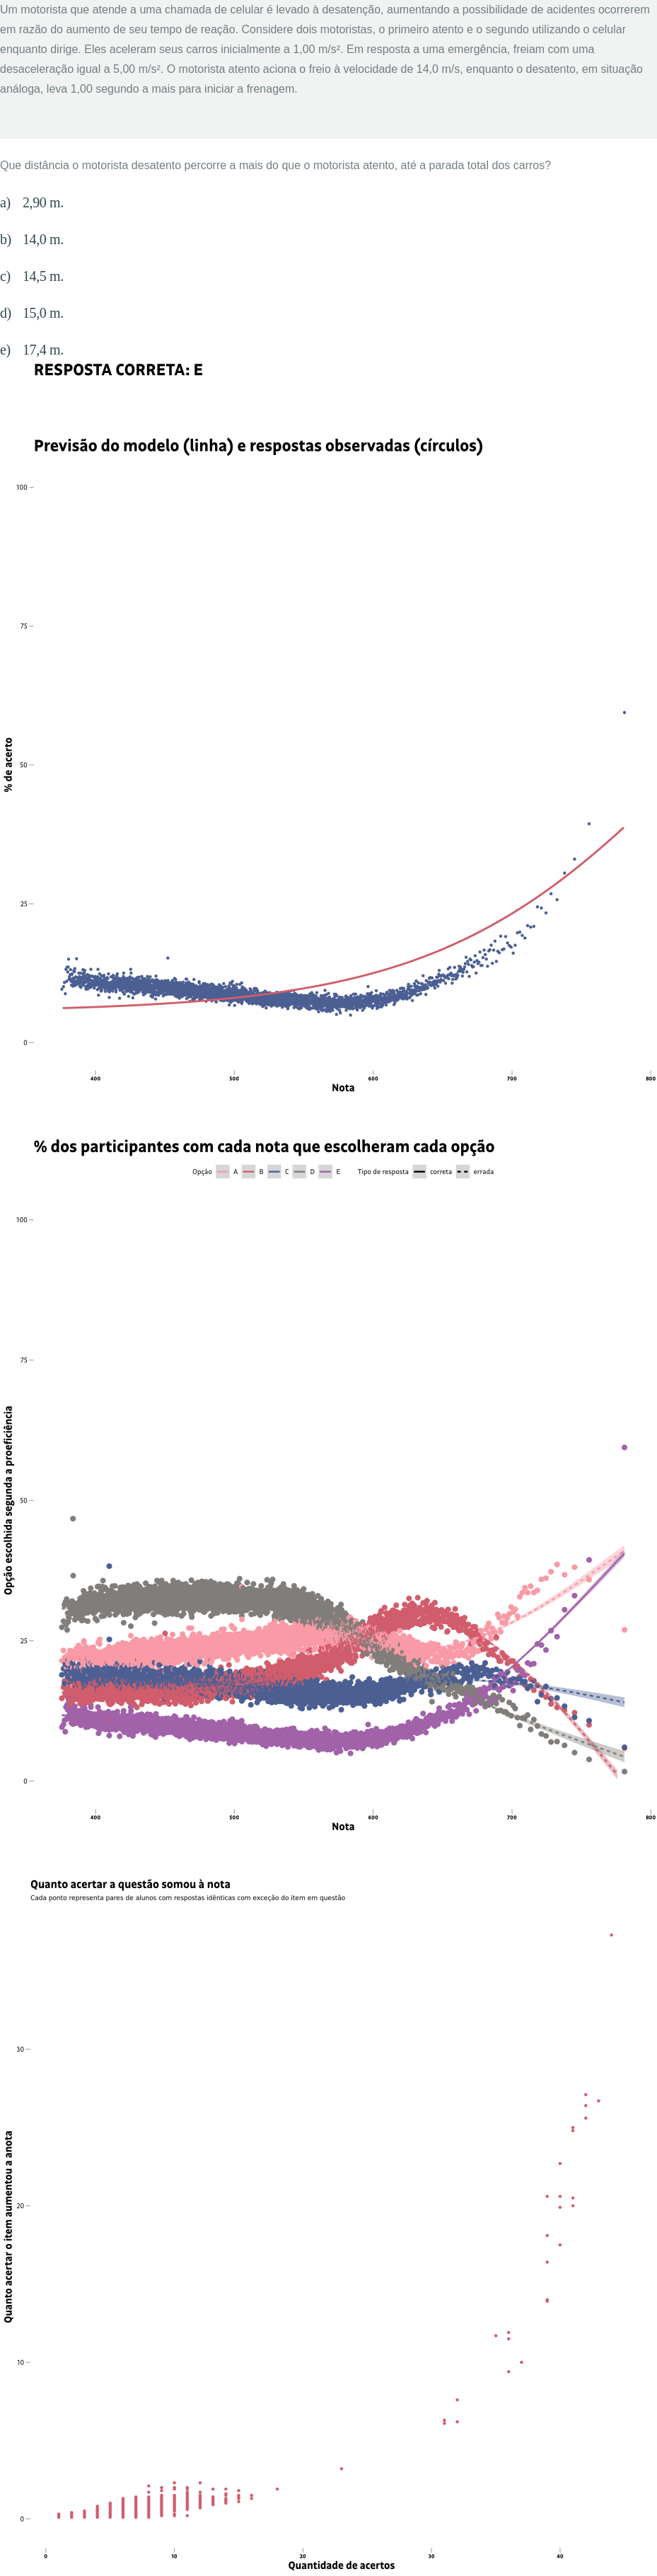 Um motorista que atende a uma chamada de celular é levado à desatenção, aumentando a possibilidade de acidentes ocorrerem
em razão do aumento de seu tempo de reação. Considere dois motoristas, o primeiro atento e o segundo utilizando o celular
enquanto dirige. Eles aceleram seus carros inicialmente a 1,00 m/s². Em resposta a uma emergência, freiam com uma
desaceleração igual a 5,00 m/s². O motorista atento aciona o freio à velocidade de 14,0 m/s, enquanto o desatento, em situação
análoga, leva 1,00 segundo a mais para iniciar a frenagem.
Que distância o motorista desatento percorre a mais do que o motorista atento, até a parada total dos carros?
a) 2,90 m.
b) 14,0 m.
c) 14,5 m.
d) 15,0 m.
e) 17,4 m.
RESPOSTA CORRETA: E
Previsão do modelo (linha) e respostas observadas (círculos)
100
75
% de acerto
50
25
0
400 500 600 700 800
Nota
% dos participantes com cada nota que escolheram cada opção
Opção A B C D E Tipo de resposta correta errada
100
75
Opção escolhida segunda a proeficiência
50
25
0
400 500 600 700 800
Nota
Quanto acertar a questão somou à nota
Cada ponto representa pares de alunos com respostas idênticas com exceção do item em questão
30
Quanto acertar o item aumentou a anota
20
10
0
0 10 20 30 40
Quantidade de acertos